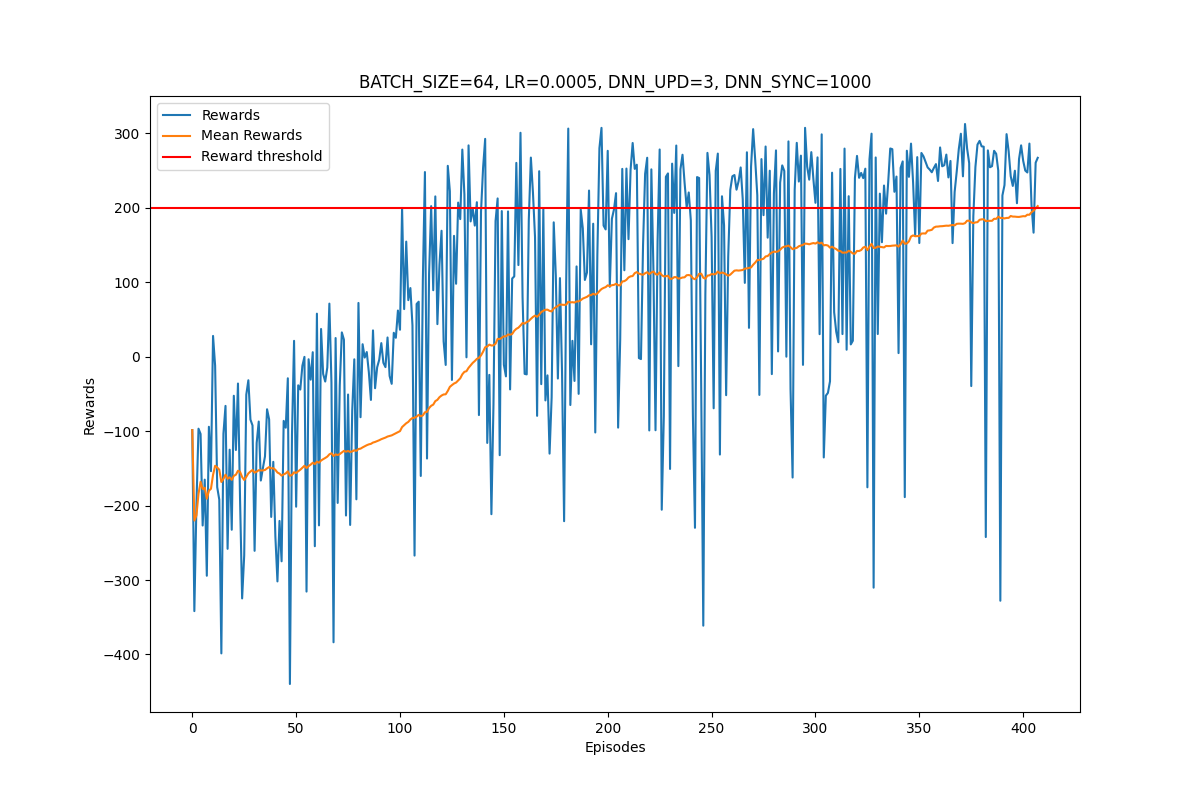 BATCH_SIZE=64, LR=0.0005, DNN_UPD=3, DNN_SYNC=1000
Rewards
Mean Rewards
Reward threshold
300
200
100
0
−100
−200
−300
−400
Rewards
0 50 100 150 200 250 300 350 400
Episodes